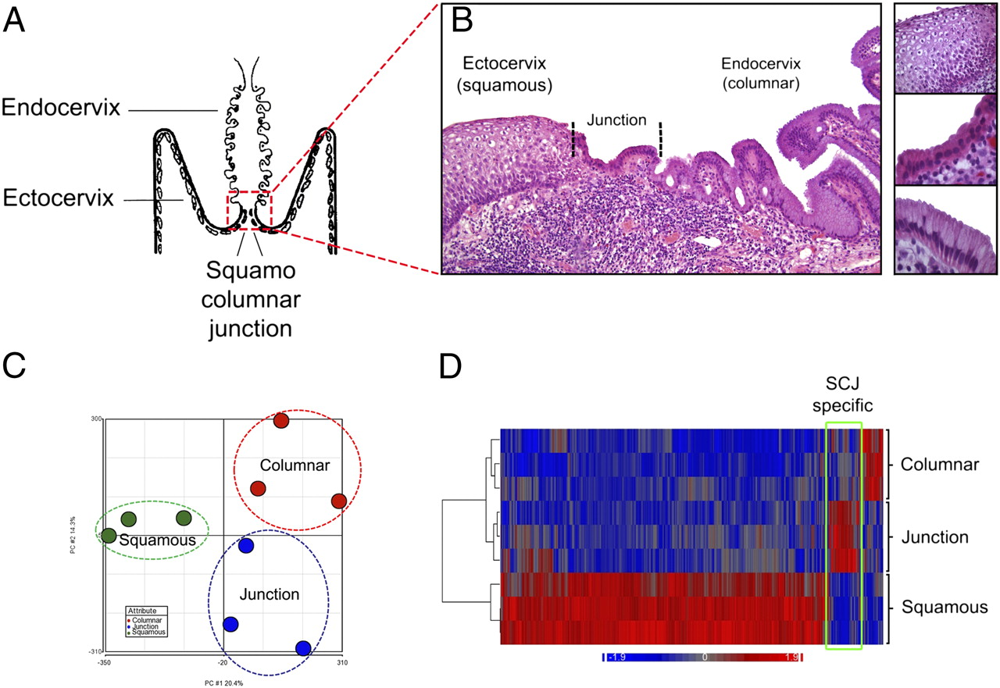 A
Endocervix
Ectocervix
Squamo
columnar
junction
B
Ectocervix
(squamous)
Endocervix
(columnar)
Junction
C
300
-310
-350
-20
310
PC #2 14.3%
PC #1 20.4%
Columnar
Squamous
Junction
Attribute
Columnar
Junction
Squamous
D
SCJ
specific
Columnar
Junction
Squamous
-1.9
0
1.9